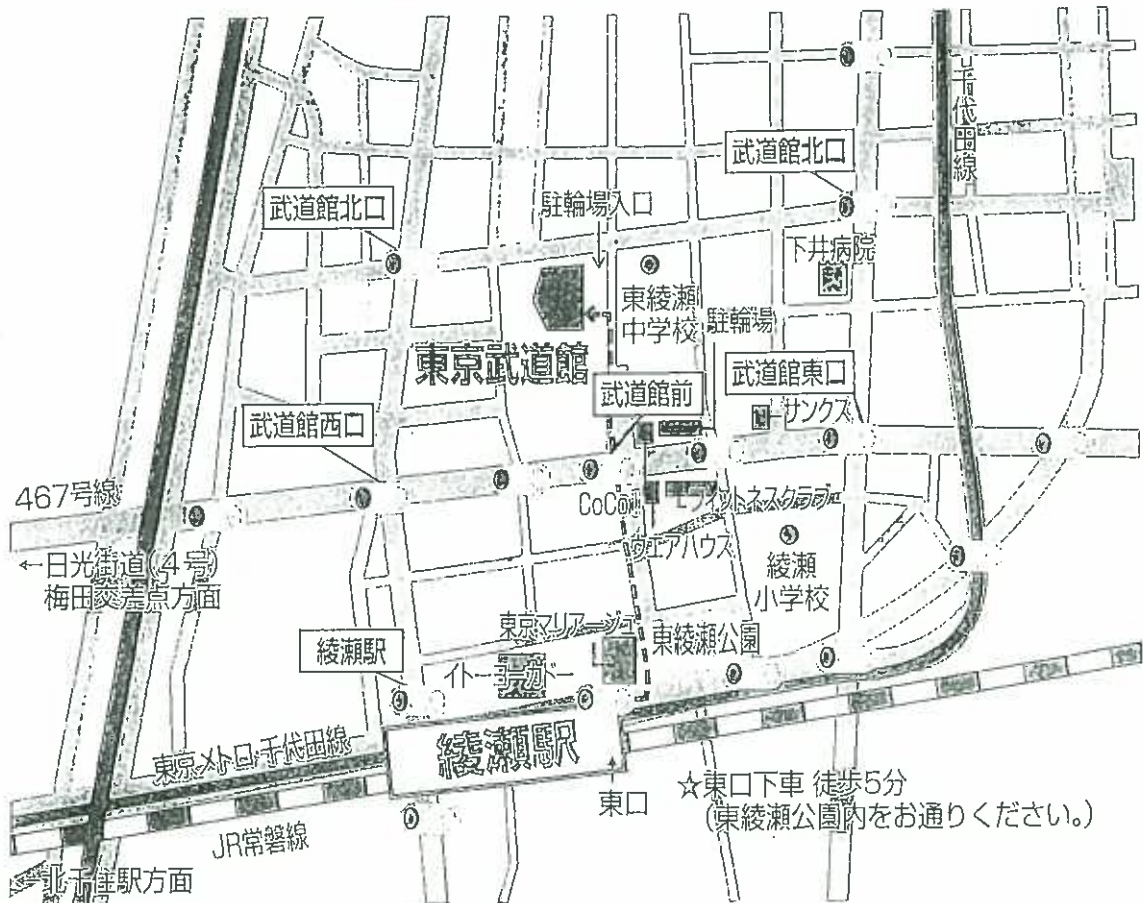 千代田線
武道館北口
武道館北口
駐輪場入口
下井病院
東綾瀬
中学校
駐輪場
東京武道館
武道館前
武道館東口
サンクス
武道館西口
467号線
CoCo
フィットネスクラブ
ウェアハウス
←日光街道(4号)
梅田交差点方面
綾瀬
小学校
東京マリアージュ
東綾瀬公園
綾瀬駅
イトーヨーカドー
綾瀬駅
東京メトロ千代田線
東口
☆東口下車 徒歩5分
(東綾瀬公園内をお通りください。)
JR常磐線
←北千住駅方面